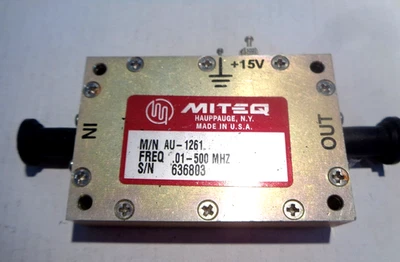 +15V
MITEQ
HAUPPAUGE, N.Y.
MADE IN U.S.A.
IN
OUT
M/N AU-1261
FREQ .01-500 MHZ
S/N 636803